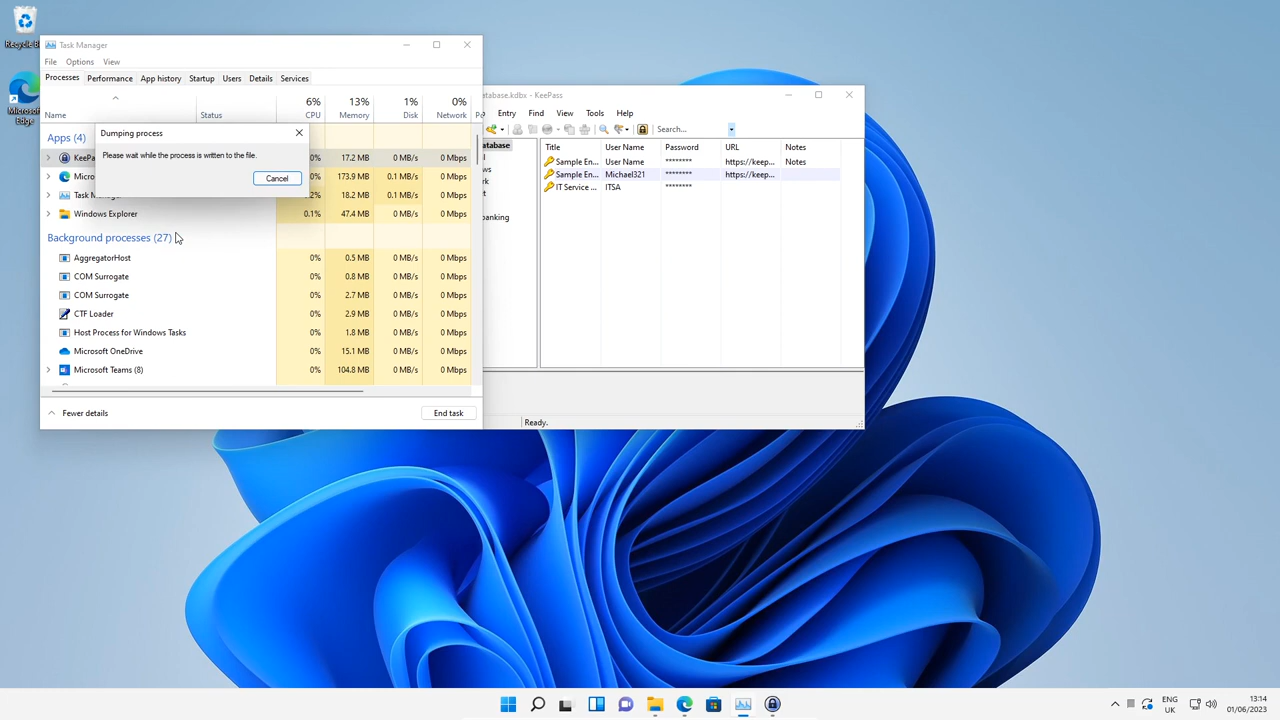 Recycle B
Microsoft
Edge
Task Manager
File Options View
Processes Performance App history Startup Users Details Services
6% 13% 1% 0%
Name Status CPU Memory Disk Network
Apps (4)
Dumping process
Please wait while the process is written to the file.
Cancel
KeePa 0% 17.2 MB 0 MB/s 0 Mbps
Micro 173.9 MB 0.1 MB/s 0 Mbps
Task Ma 18.2 MB 0.1 MB/s 0 Mbps
Windows Explorer 0.1% 47.4 MB 0 MB/s 0 Mbps
Background processes (27)
AggregatorHost 0% 0.5 MB 0 MB/s 0 Mbps
COM Surrogate 0% 0.8 MB 0 MB/s 0 Mbps
COM Surrogate 0% 2.7 MB 0 MB/s 0 Mbps
CTF Loader 0% 2.9 MB 0 MB/s 0 Mbps
Host Process for Windows Tasks 0% 1.8 MB 0 MB/s 0 Mbps
Microsoft OneDrive 0% 15.1 MB 0 MB/s 0 Mbps
Microsoft Teams (8) 0% 104.8 MB 0 MB/s 0 Mbps
Fewer details
End task
atabase.kdbx - KeePass
Entry Find View Tools Help
Search...
atabase
anking
Title User Name Password URL Notes
Sample En... User Name ******** https://keep... Notes
Sample En... Michael321 ******** https://keep...
IT Service ... ITSA ********
Ready.
ENG
UK
13:14
01/06/2023